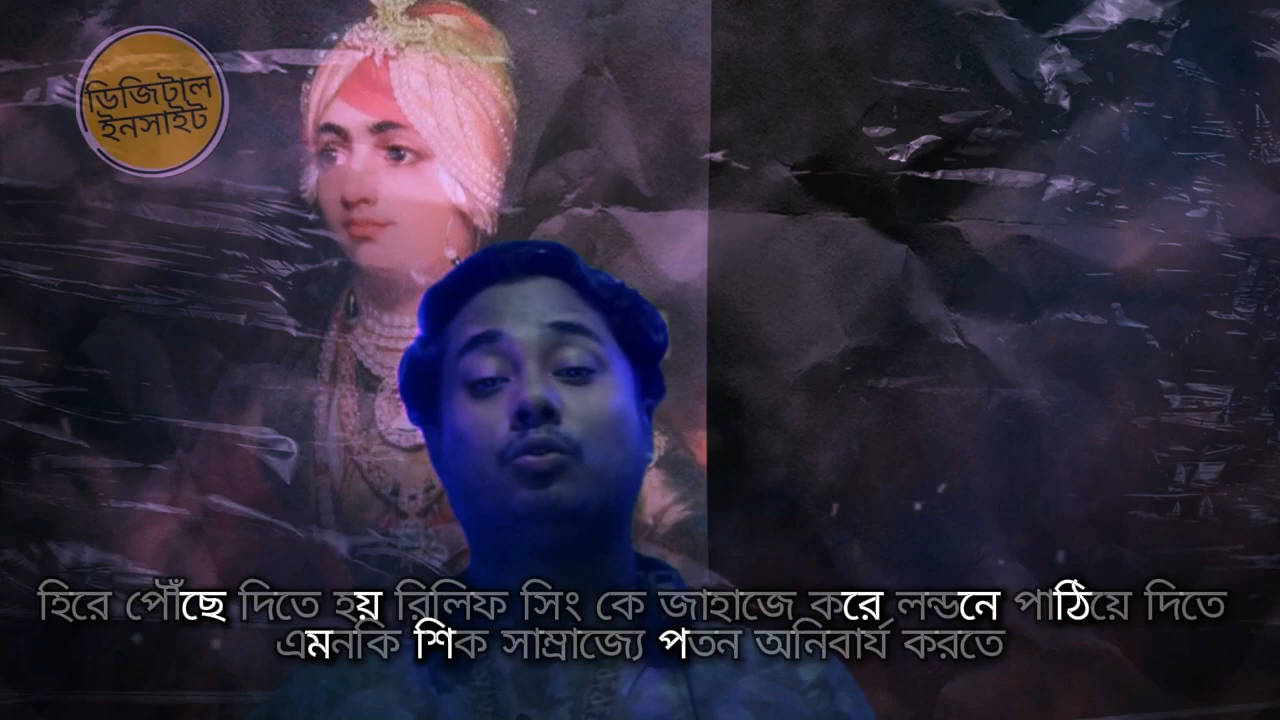 ডিজিটাল
ইনসাইট
হিরে পৌঁছে দিতে হয় রিলিফ সিং কে জাহাজে করে লন্ডনে পাঠিয়ে দিতে
এমনকি শিক সাম্রাজ্যে পতন অনিবার্য করতে